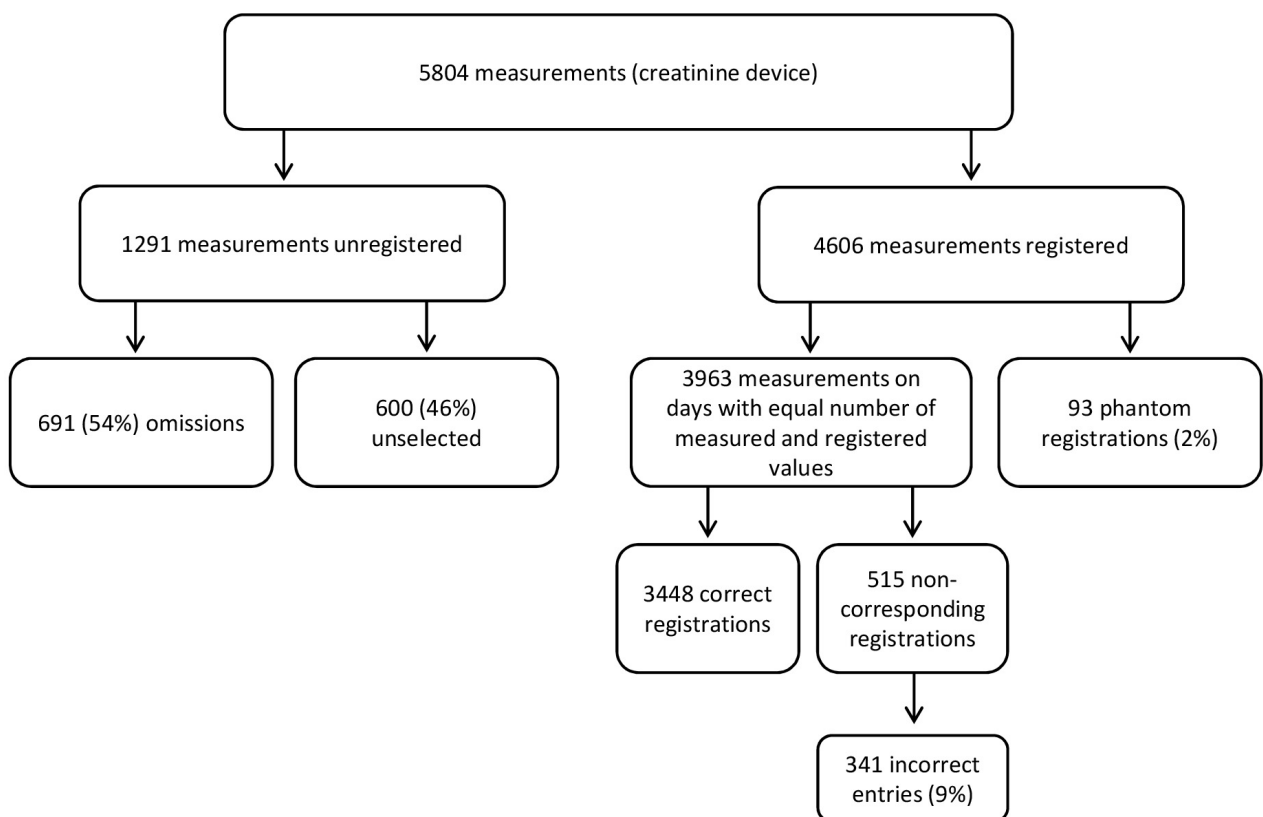 5804 measurements (creatinine device)
1291 measurements unregistered
4606 measurements registered
691 (54%) omissions
600 (46%)
unselected
3963 measurements on
days with equal number of
measured and registered
values
93 phantom
registrations (2%)
3448 correct
registrations
515 non-
corresponding
registrations
341 incorrect
entries (9%)